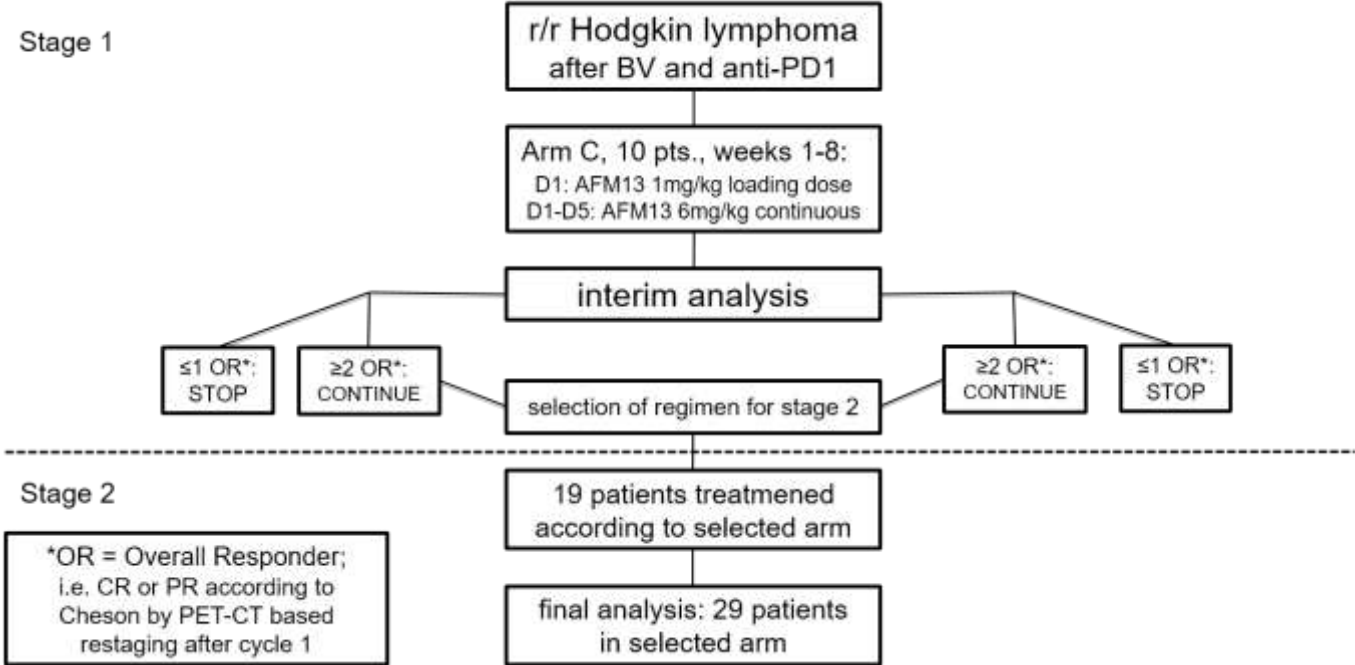 Stage 1
r/r Hodgkin lymphoma
after BV and anti-PD1
Arm C, 10 pts., weeks 1-8:
D1: AFM13 1mg/kg loading dose
D1-D5: AFM13 6mg/kg continuous
interim analysis
≤1 OR*:
STOP
≥2 OR*:
CONTINUE
selection of regimen for stage 2
≥2 OR*:
CONTINUE
≤1 OR*:
STOP
Stage 2
19 patients treatmened
according to selected arm
*OR = Overall Responder;
i.e. CR or PR according to
Cheson by PET-CT based
restaging after cycle 1
final analysis: 29 patients
in selected arm